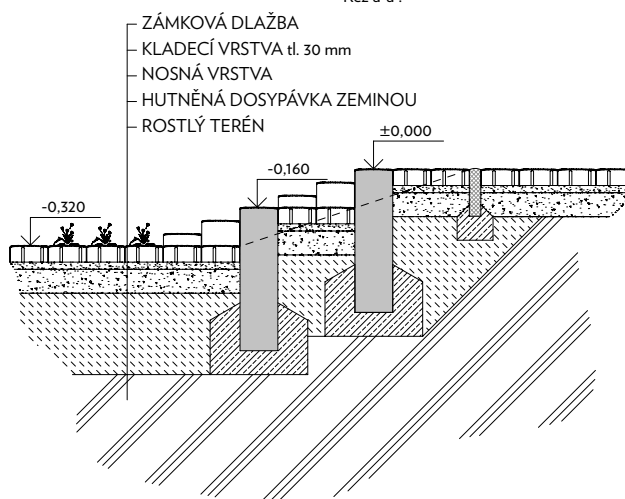 Řez a-a':
ZÁMKOVÁ DLAŽBA
KLADECÍ VRSTVA tl. 30 mm
NOSNÁ VRSTVA
HUTNĚNÁ DOSYPÁVKA ZEMINOU
ROSTLÝ TERÉN
±0,000
-0,160
-0,320